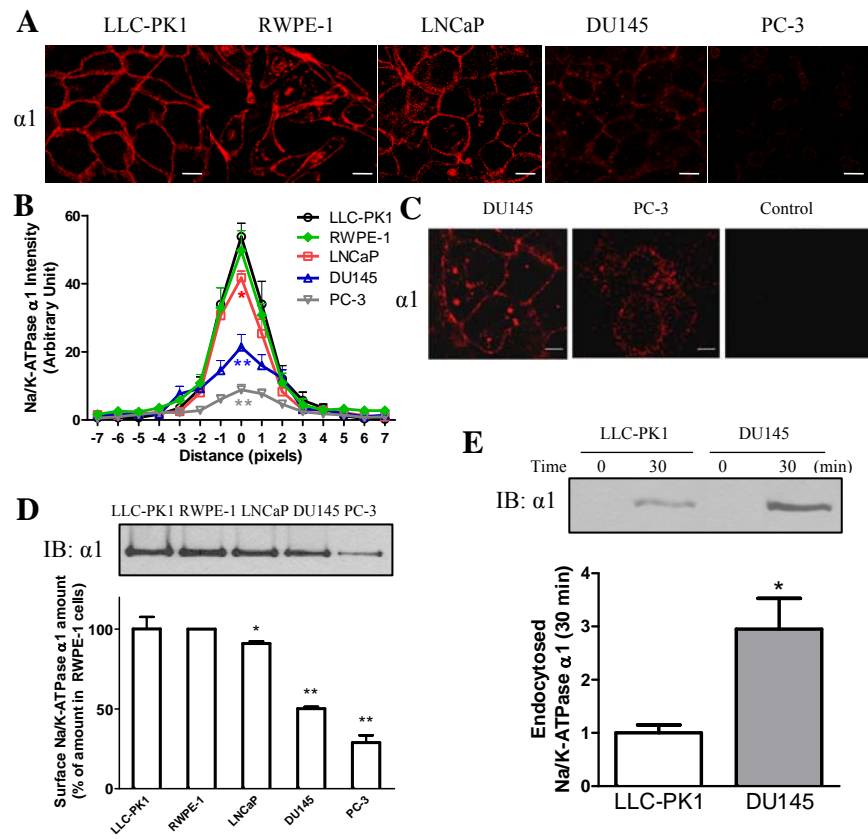 A
LLC-PK1 RWPE-1 LNCaP DU145 PC-3
α1
B
Na/K-ATPase α1 Intensity
(Arbitrary Unit)
60
40
20
0
LLC-PK1
RWPE-1
LNCaP
DU145
PC-3
*
**
**
-7 -6 -5 -4 -3 -2 -1 0 1 2 3 4 5 6 7
Distance (pixels)
C
DU145 PC-3 Control
α1
D
LLC-PK1 RWPE-1 LNCaP DU145 PC-3
IB: α1
Surface Na/K-ATPase α1 amount
(% of amount in RWPE-1 cells)
100
50
0
*
**
**
LLC-PK1 RWPE-1 LNCaP DU145 PC-3
E
LLC-PK1 DU145
Time 0 30 0 30 (min)
IB: α1
Endocytosed
Na/K-ATPase α1 (30 min)
4
3
2
1
0
*
LLC-PK1 DU145